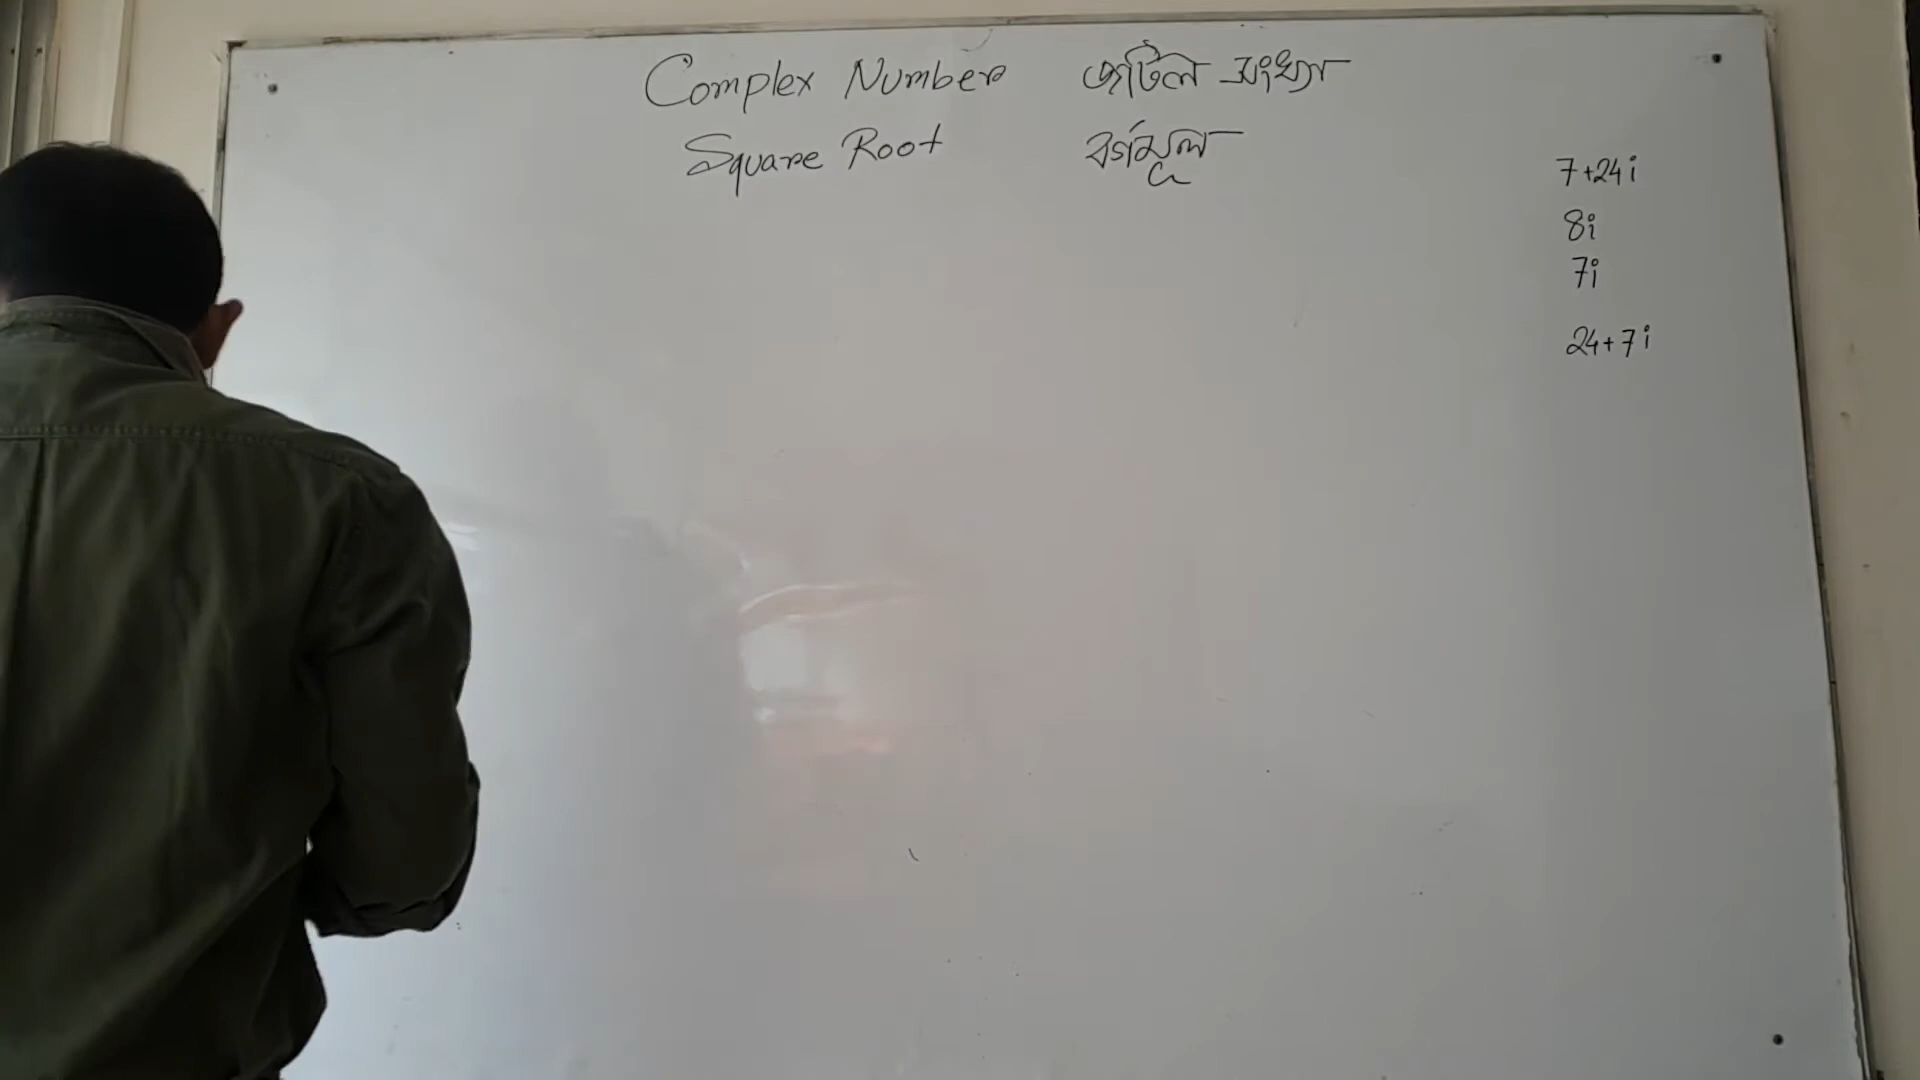 Complex Number জটিল সংখ্যা
Square Root বর্গমূল
7+24i
8i
7i
24+7i